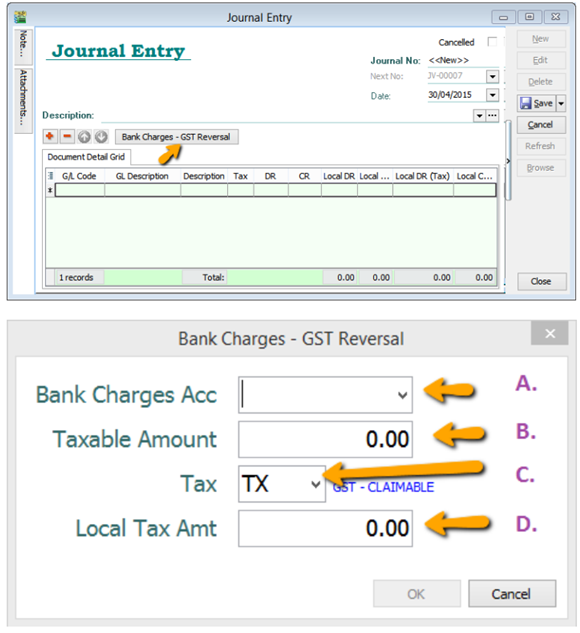 Journal Entry
Note...
Attachments...
Journal Entry
Cancelled
Journal No: <<New>>
Next No: JV-00007
Date: 30/04/2015
Description:
Bank Charges - GST Reversal
Document Detail Grid
G/L Code GL Description Description Tax DR CR Local DR Local ... Local DR (Tax) Local C...
1 records Total: 0.00 0.00 0.00 0.00
New
Edit
Delete
Save
Cancel
Refresh
Browse
Close
Bank Charges - GST Reversal
Bank Charges Acc A.
Taxable Amount 0.00 B.
Tax TX GST - CLAIMABLE C.
Local Tax Amt 0.00 D.
OK Cancel